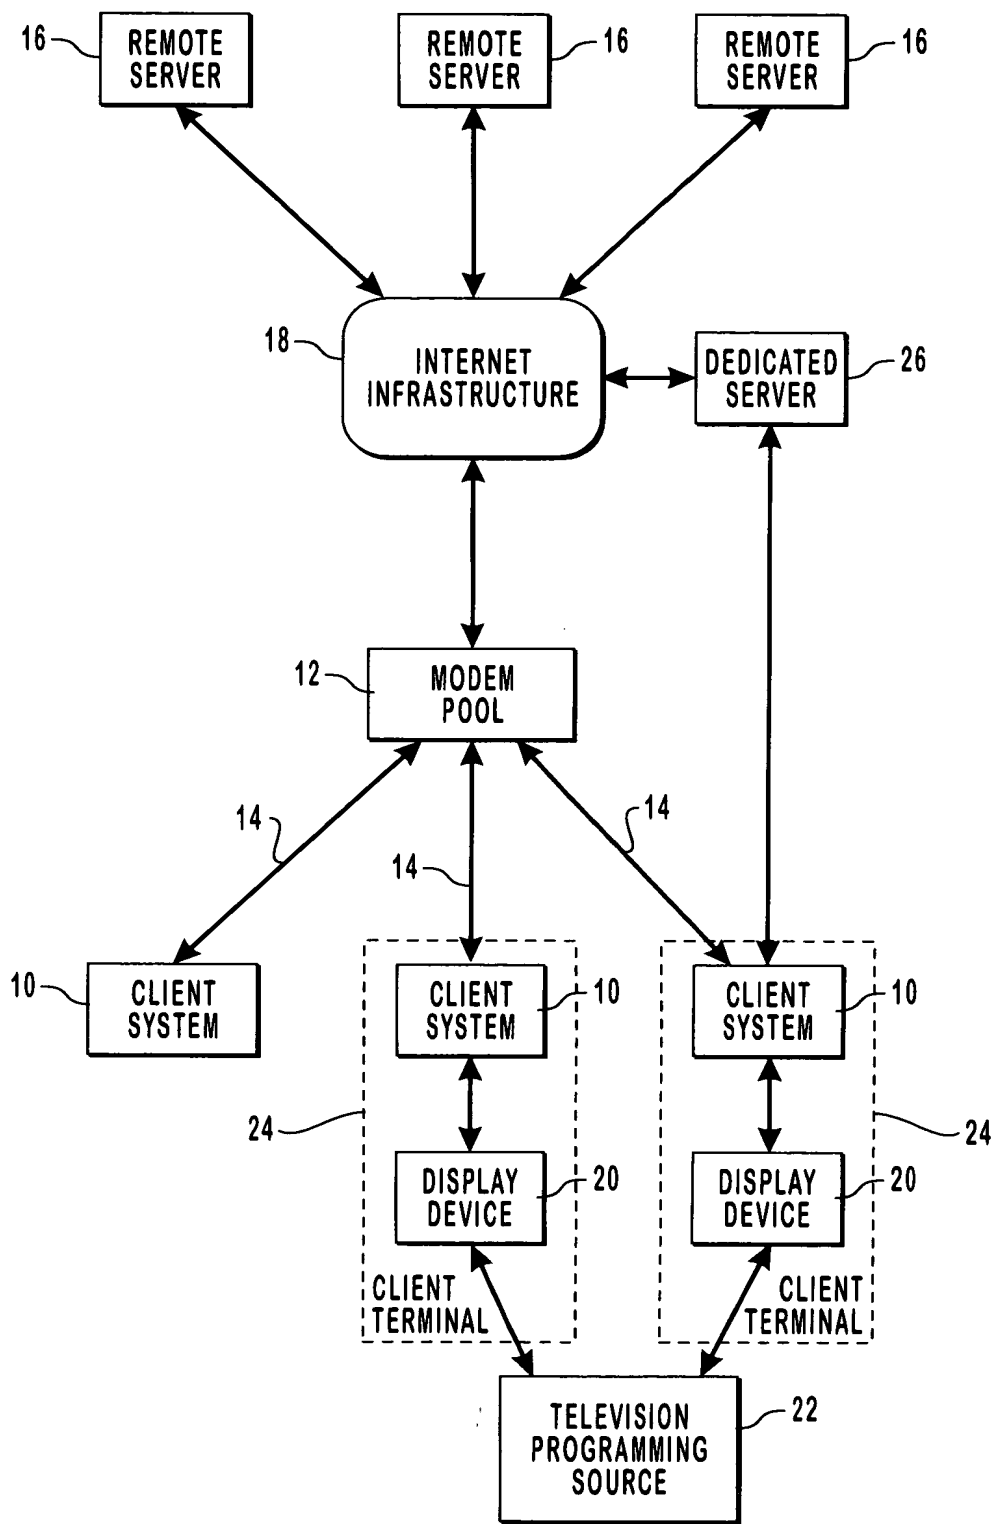 16
REMOTE
SERVER
REMOTE
SERVER
16
REMOTE
SERVER
16
18
INTERNET
INFRASTRUCTURE
DEDICATED
SERVER
26
12
MODEM
POOL
14
14
14
10
CLIENT
SYSTEM
CLIENT
SYSTEM
10
CLIENT
SYSTEM
10
24
24
DISPLAY
DEVICE
20
DISPLAY
DEVICE
20
CLIENT
TERMINAL
CLIENT
TERMINAL
TELEVISION
PROGRAMMING
SOURCE
22